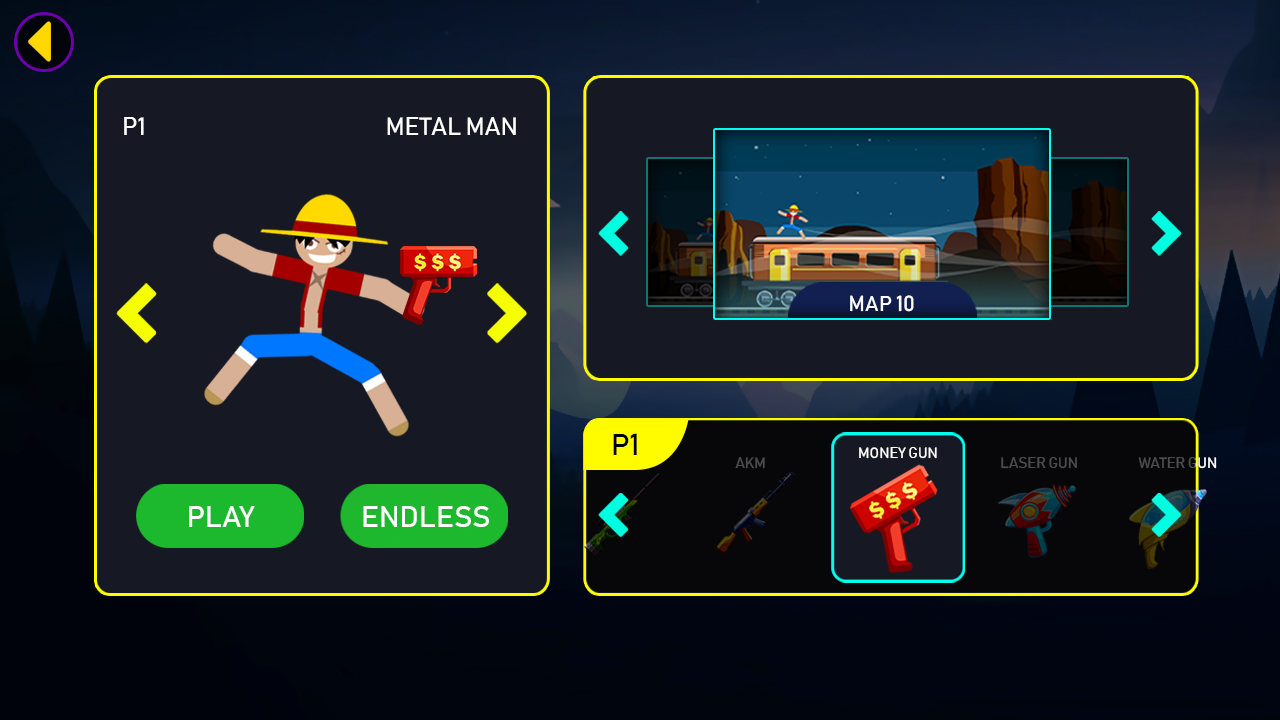 P1
METAL MAN
$$$
PLAY
ENDLESS
MAP 10
P1
AKM
MONEY GUN
$$$
LASER GUN
WATER GUN